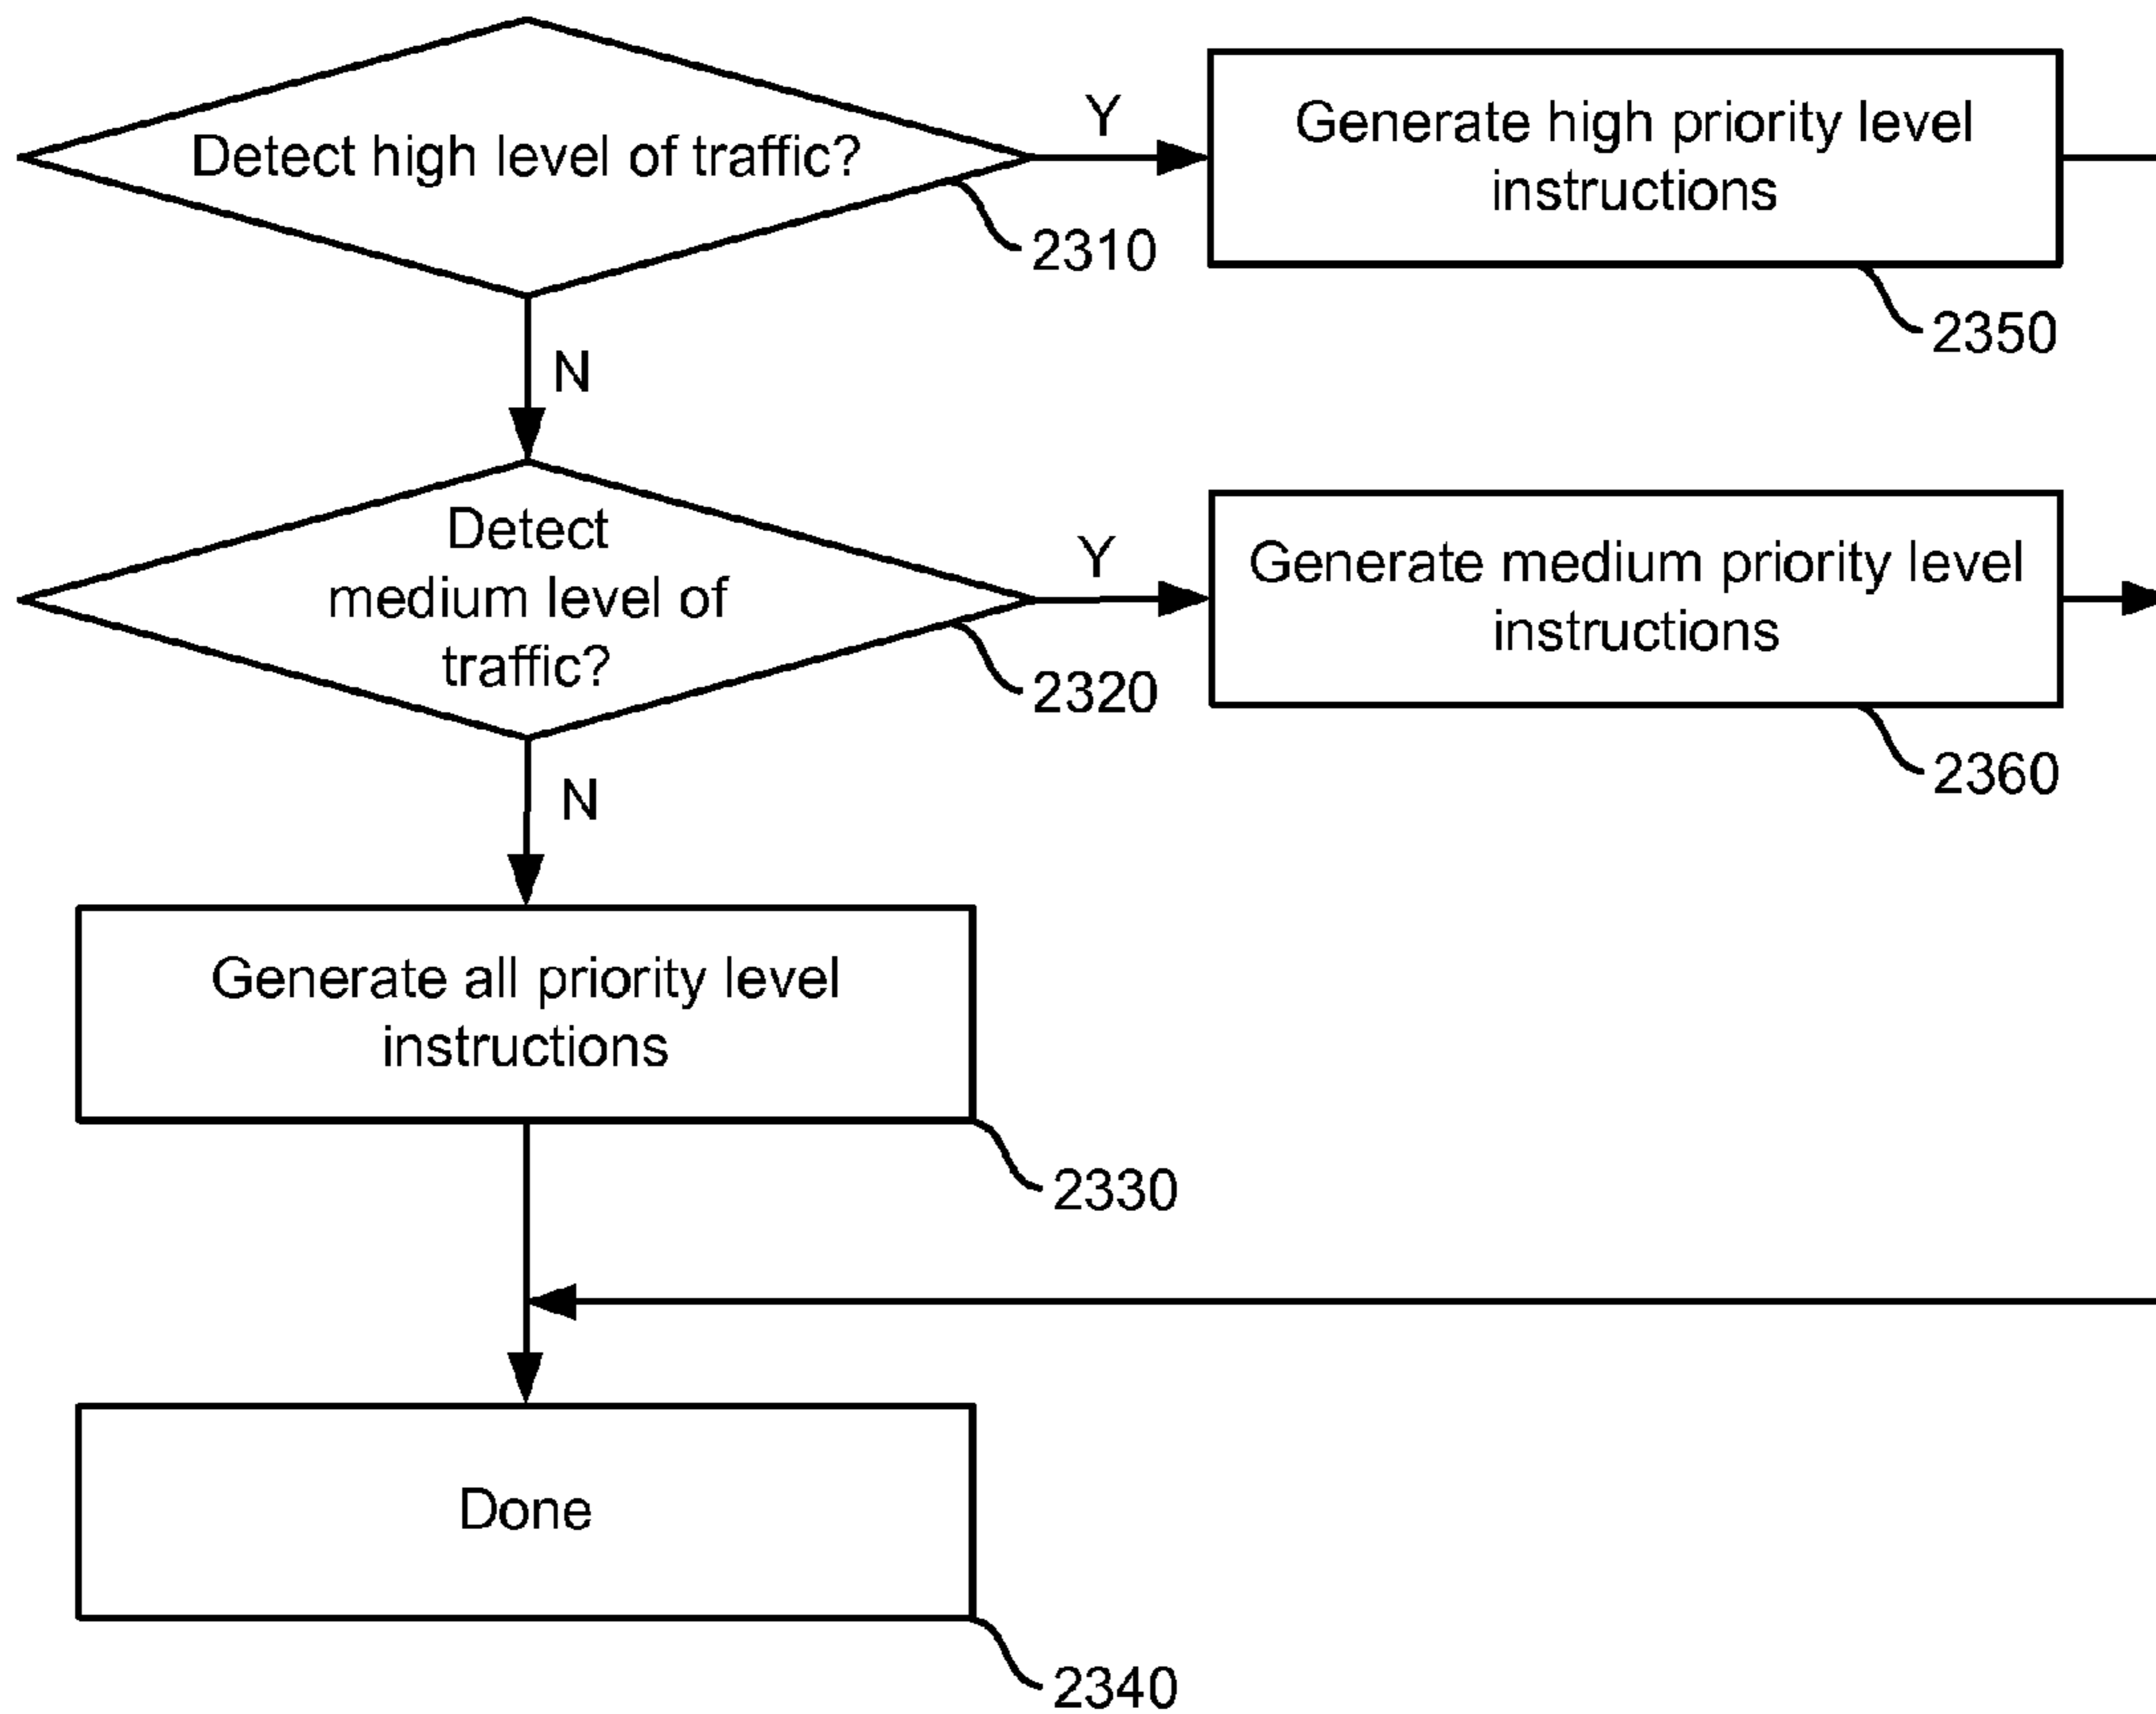 Detect high level of traffic?
Y
Generate high priority level
instructions
2310
2350
N
Detect
medium level of
traffic?
Y
Generate medium priority level
instructions
2320
2360
N
Generate all priority level
instructions
2330
Done
2340